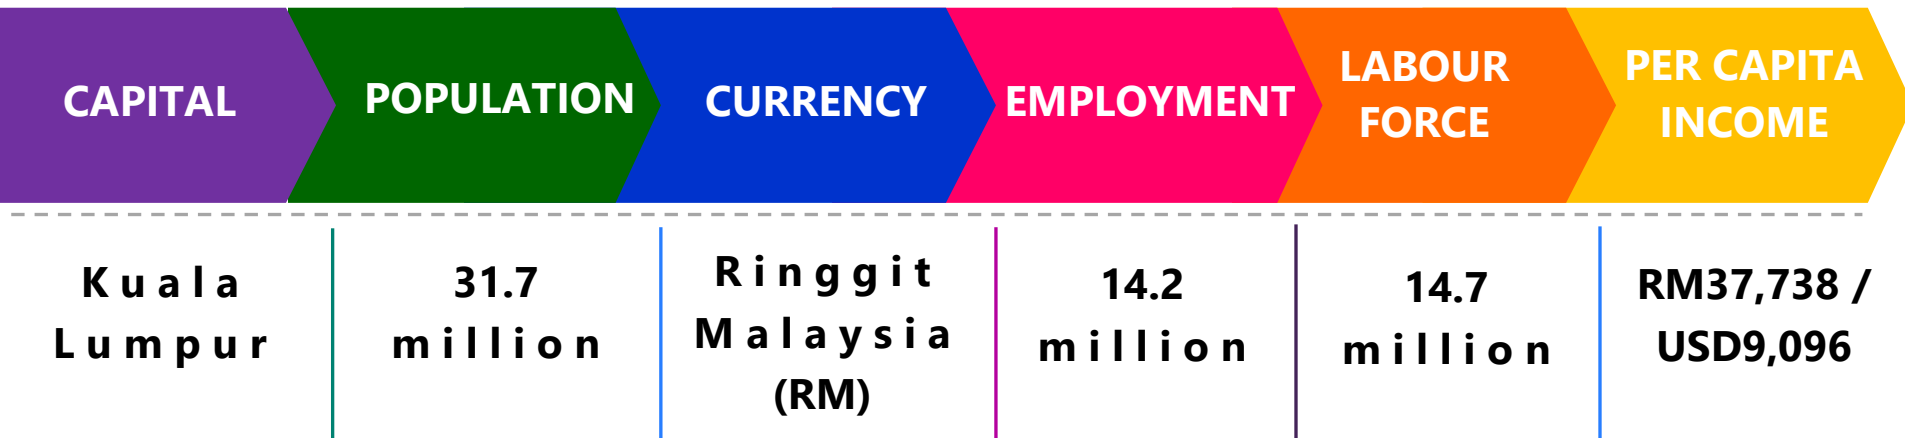 CAPITAL
POPULATION
CURRENCY
EMPLOYMENT
LABOUR
FORCE
PER CAPITA
INCOME
Kuala
Lumpur
31.7
million
Ringgit
Malaysia
(RM)
14.2
million
14.7
million
RM37,738 /
USD9,096